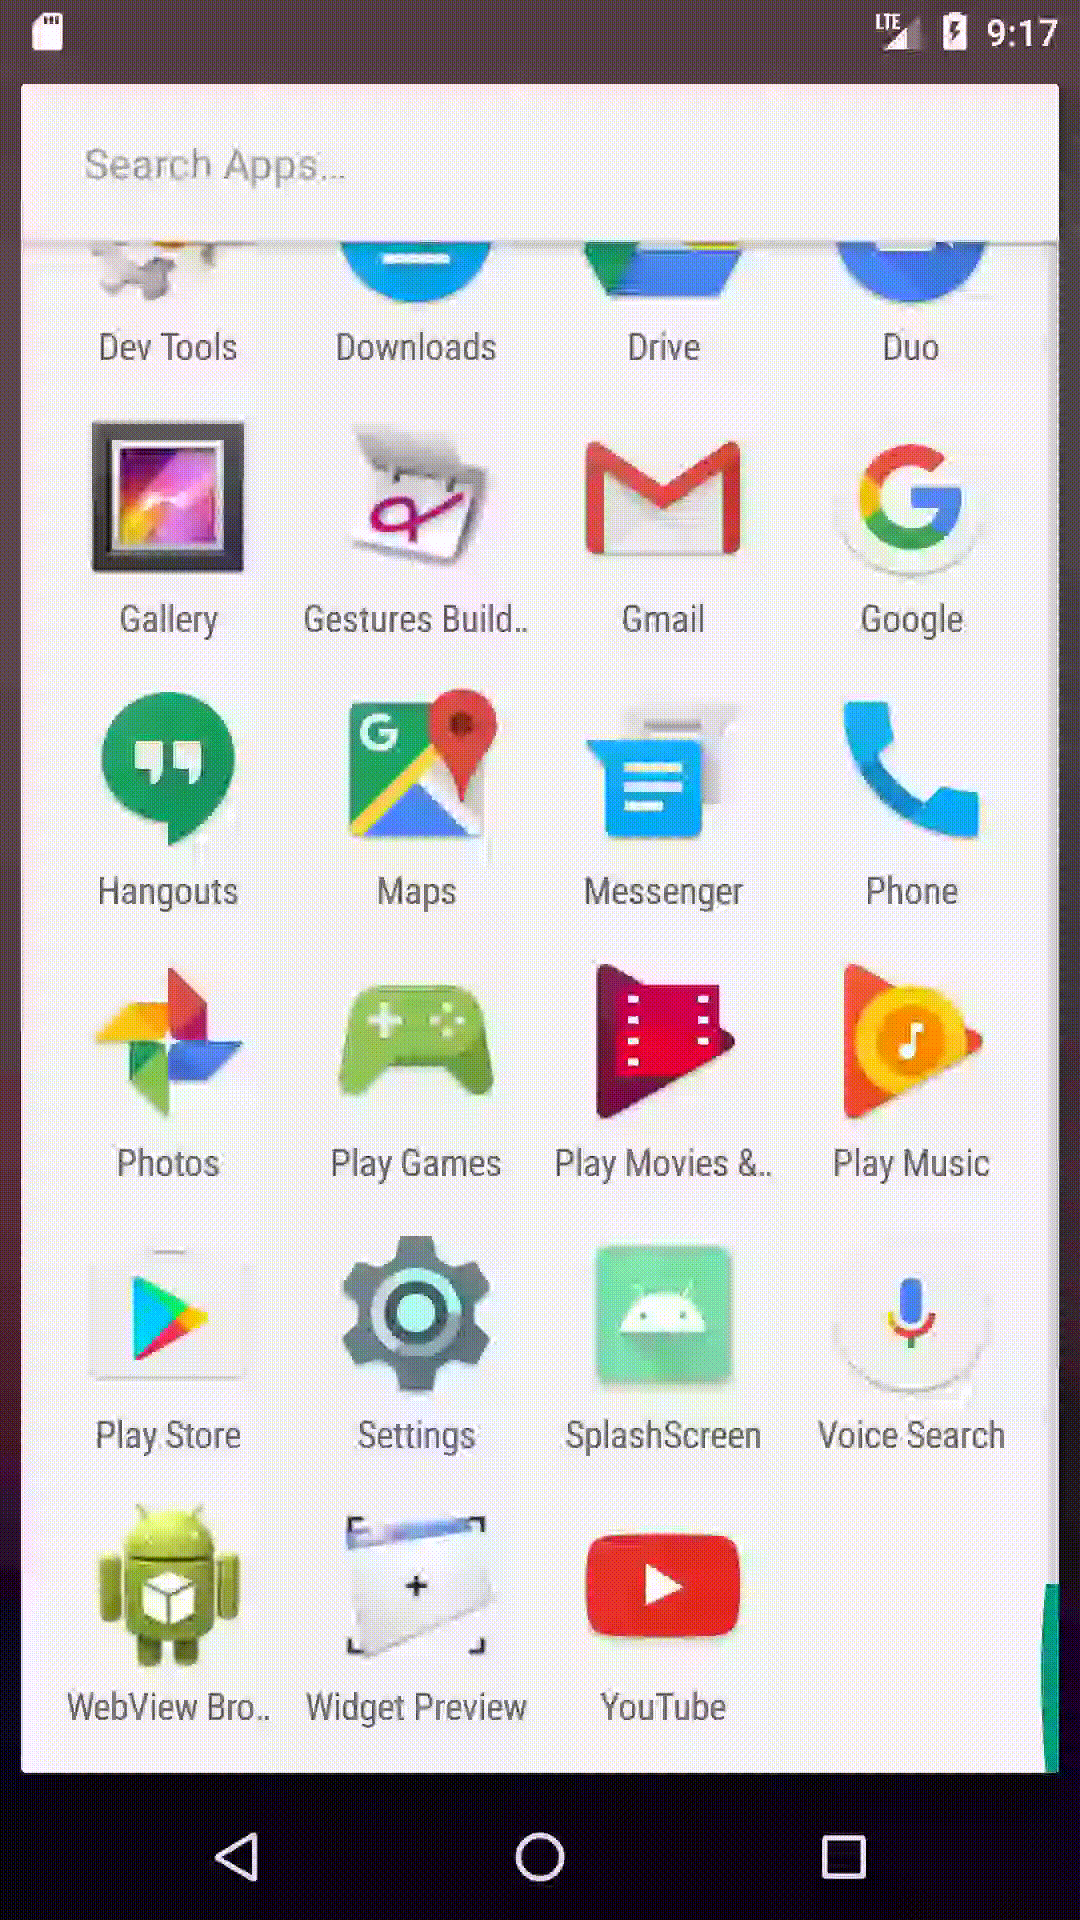 LTE 9:17
Search Apps...
Dev Tools Downloads Drive Duo
Gallery Gestures Build.. Gmail Google
Hangouts Maps Messenger Phone
Photos Play Games Play Movies &.. Play Music
Play Store Settings SplashScreen Voice Search
WebView Bro.. Widget Preview YouTube